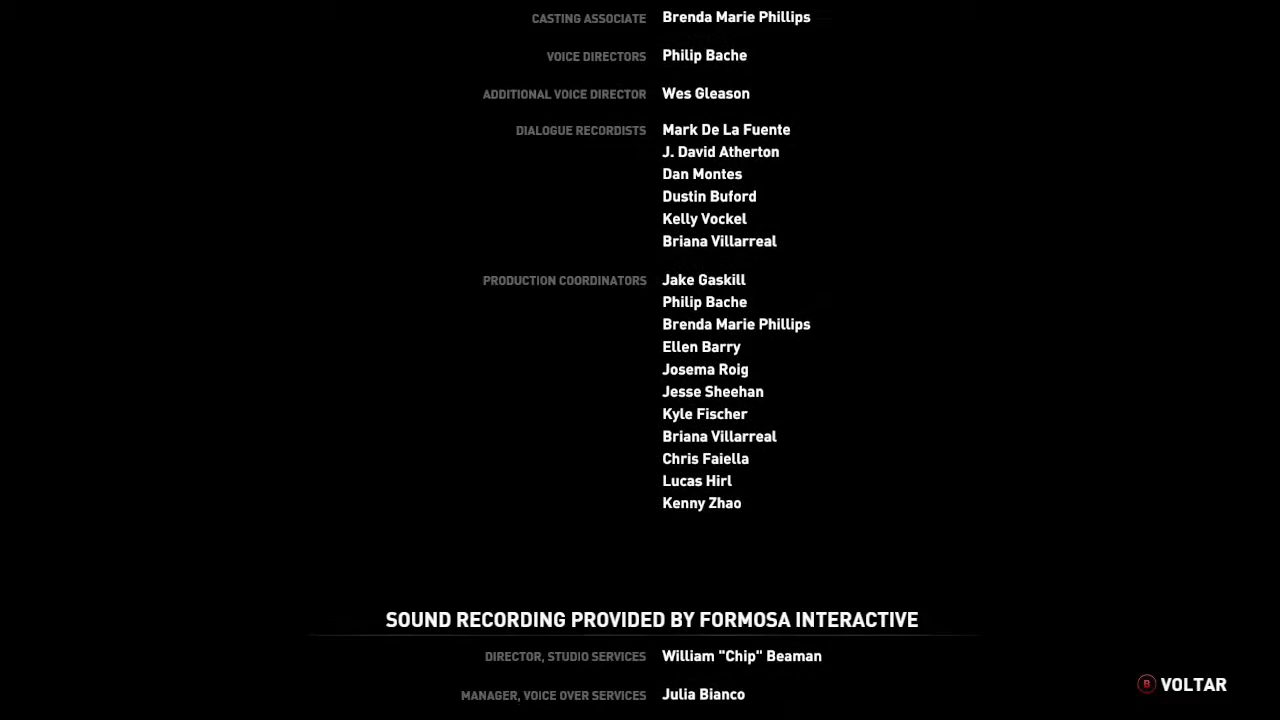 CASTING ASSOCIATE Brenda Marie Phillips
VOICE DIRECTORS Philip Bache
ADDITIONAL VOICE DIRECTOR Wes Gleason
DIALOGUE RECORDISTS Mark De La Fuente
J. David Atherton
Dan Montes
Dustin Buford
Kelly Vockel
Briana Villarreal
PRODUCTION COORDINATORS Jake Gaskill
Philip Bache
Brenda Marie Phillips
Ellen Barry
Josema Roig
Jesse Sheehan
Kyle Fischer
Briana Villarreal
Chris Faiella
Lucas Hirl
Kenny Zhao
SOUND RECORDING PROVIDED BY FORMOSA INTERACTIVE
DIRECTOR, STUDIO SERVICES William "Chip" Beaman
MANAGER, VOICE OVER SERVICES Julia Bianco
B VOLTAR